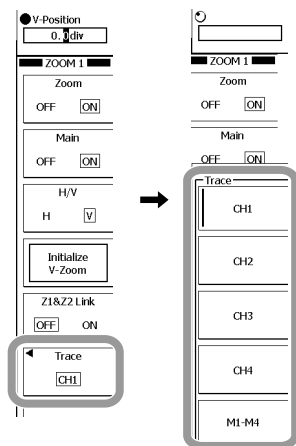 V-Position
0.0div
ZOOM 1
Zoom
OFF ON
Main
OFF ON
H/V
H V
Initialize
V-Zoom
Z1&Z2 Link
OFF ON
Trace
CH1
ZOOM 1
Zoom
OFF ON
Main
OFF ON
Trace
CH1
CH2
CH3
CH4
M1-M4